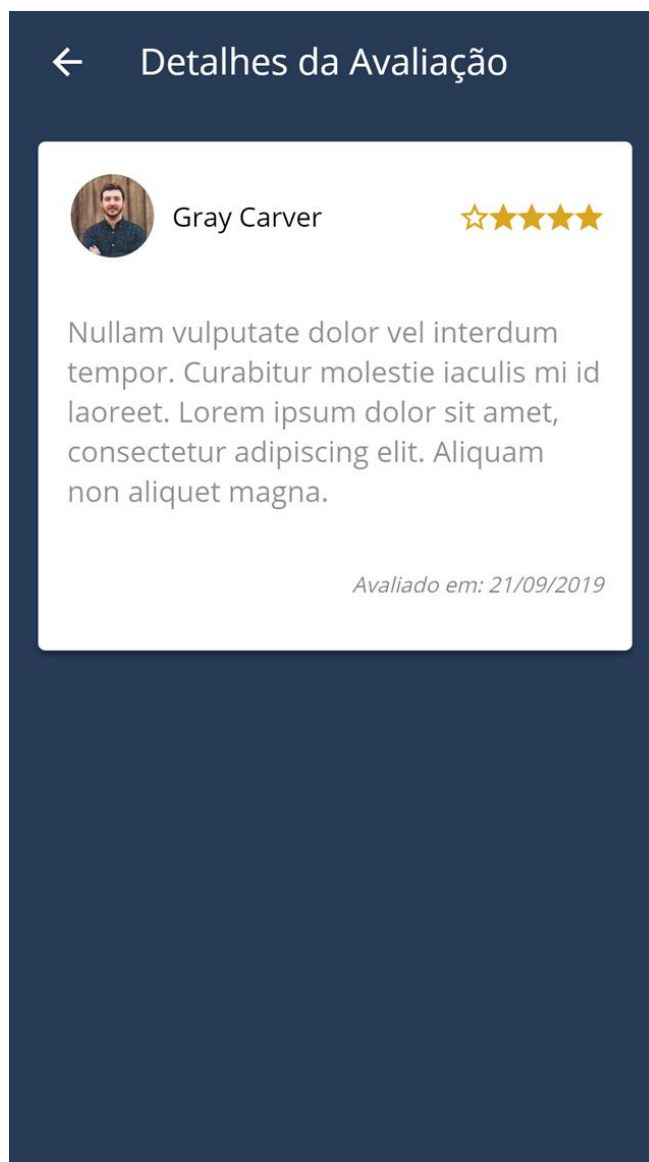 Detalhes da Avaliação
Gray Carver
Nullam vulputate dolor vel interdum
tempor. Curabitur molestie iaculis mi id
laoreet. Lorem ipsum dolor sit amet,
consectetur adipiscing elit. Aliquam
non aliquet magna.
Avaliado em: 21/09/2019